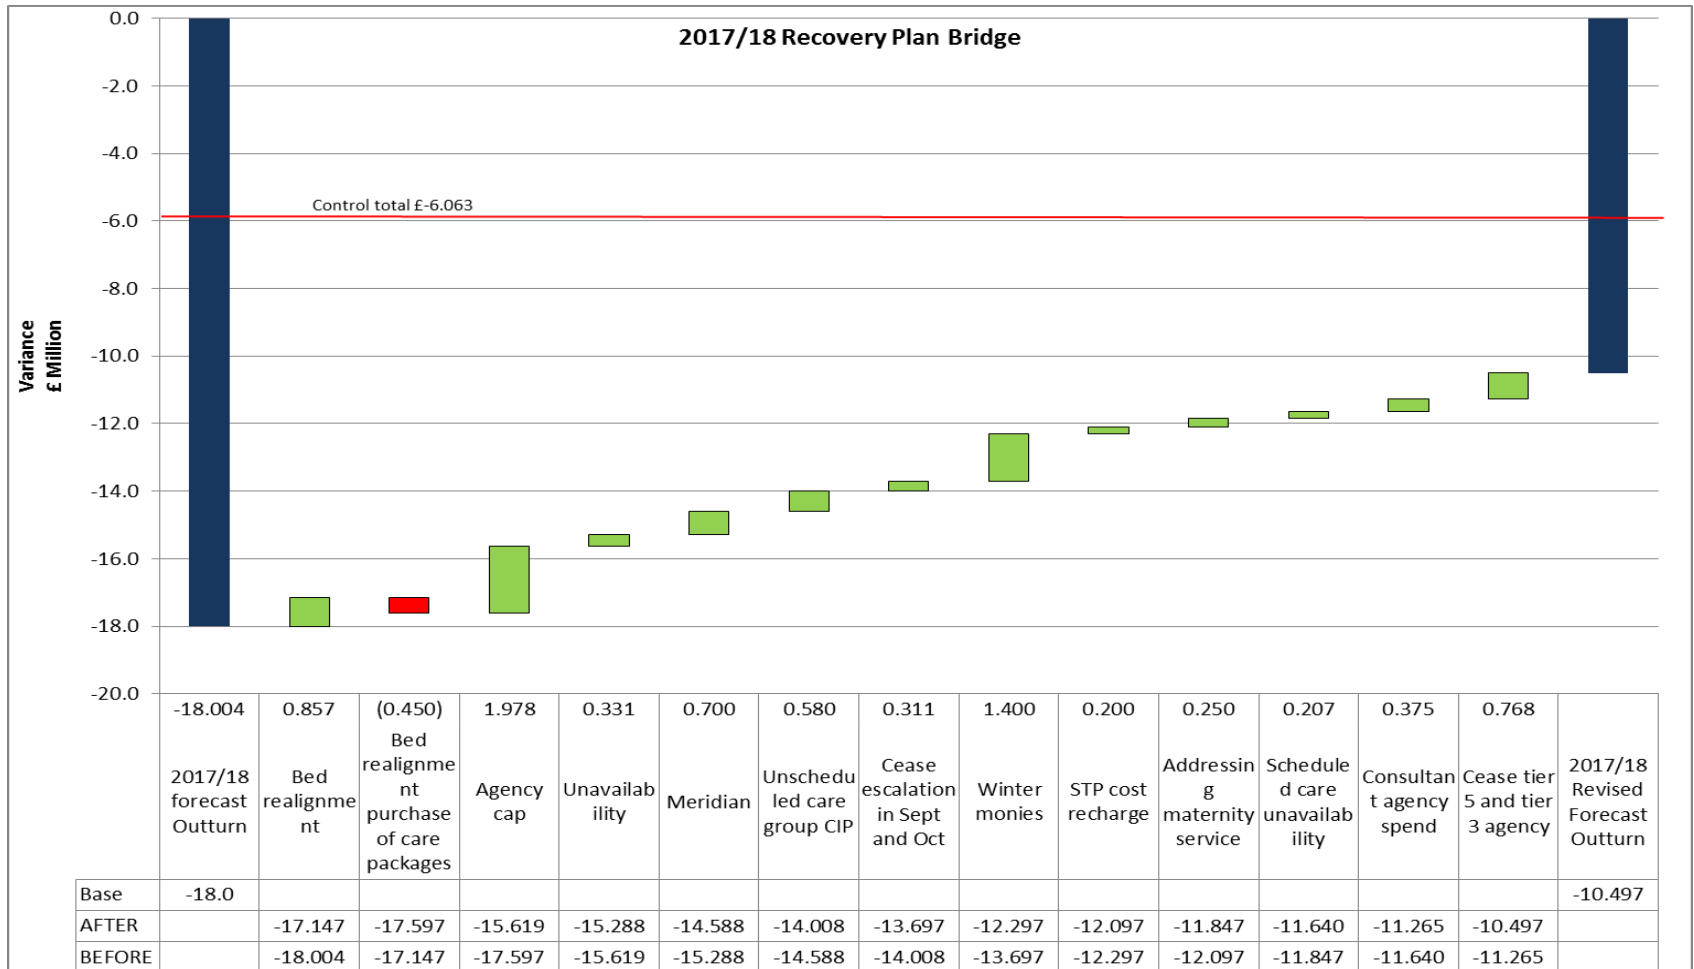 2017/18 Recovery Plan Bridge
Variance
£ Million
0.0
-2.0
-4.0
-6.0
-8.0
-10.0
-12.0
-14.0
-16.0
-18.0
-20.0
Control total £-6.063
-18.004 0.857 (0.450) 1.978 0.331 0.700 0.580 0.311 1.400 0.200 0.250 0.207 0.375 0.768
2017/18
forecast
Outturn
Bed
realignme
nt
Bed
realignme
nt
purchase
of care
packages
Agency
cap
Unavailab
ility
Meridian
Unschedu
led care
group CIP
Cease
escalation
in Sept
and Oct
Winter
monies
STP cost
recharge
Addressin
g
maternity
service
Schedule
d care
unavailab
ility
Consultan
t agency
spend
Cease tier
5 and tier
3 agency
2017/18
Revised
Forecast
Outturn
Base -18.0 -10.497
AFTER -17.147 -17.597 -15.619 -15.288 -14.588 -14.008 -13.697 -12.297 -12.097 -11.847 -11.640 -11.265 -10.497
BEFORE -18.004 -17.147 -17.597 -15.619 -15.288 -14.588 -14.008 -13.697 -12.297 -12.097 -11.847 -11.640 -11.265